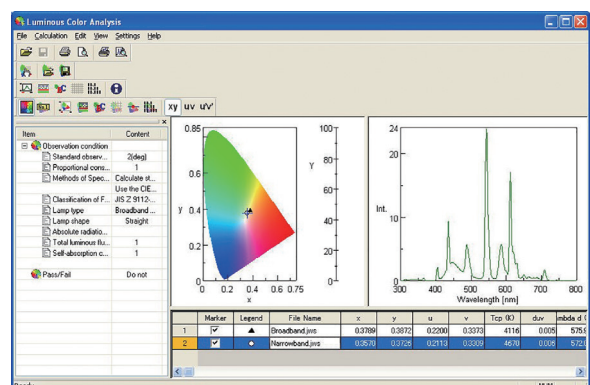 Luminous Color Analysis
File Calculation Edit View Settings Help
xy uv u'v'
Item Content
Observation condition
Standard observ... 2(deg)
Proportional cons... 1
Methods of Spec... Calculate st...
Use the CIE...
Classification of F... JIS Z 9112-...
Lamp type Broadband ...
Lamp shape Straight
Absolute radiatio...
Total luminous flu... 1
Self-absorption c... 1
Pass/Fail Do not
0.85
0.6
y 0.4
0.2
0
0 0.2 0.4 0.6 0.75
x
100
80
Y
60
40
20
0
24
20
Int.
10
0
300 400 500 600 700 800
Wavelength [nm]
Marker Legend File Name x y u v Tcp (K) duv mbda d (
1 Broadband.jws 0.3789 0.3872 0.2200 0.3373 4116 0.005 575.9
2 Narrowband.jws 0.3570 0.3726 0.2113 0.3309 4670 0.005 572.0
Ready